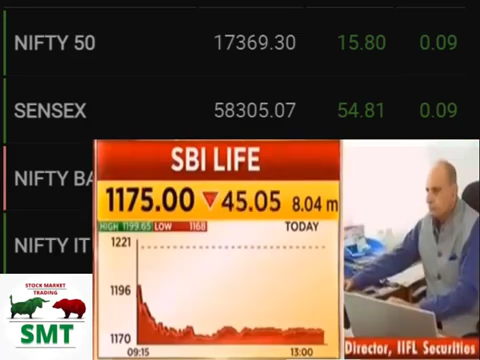 NIFTY 50 17369.30 15.80 0.09
SENSEX 58305.07 54.81 0.09
NIFTY BA
NIFTY IT
SBI LIFE
1175.00 ▼ 45.05 8.04 m
HIGH 1199.65 LOW 1168 TODAY
1221
1196
1170
09:15 13:00
STOCK MARKET
TRADING
SMT
Director, IIFL Securities